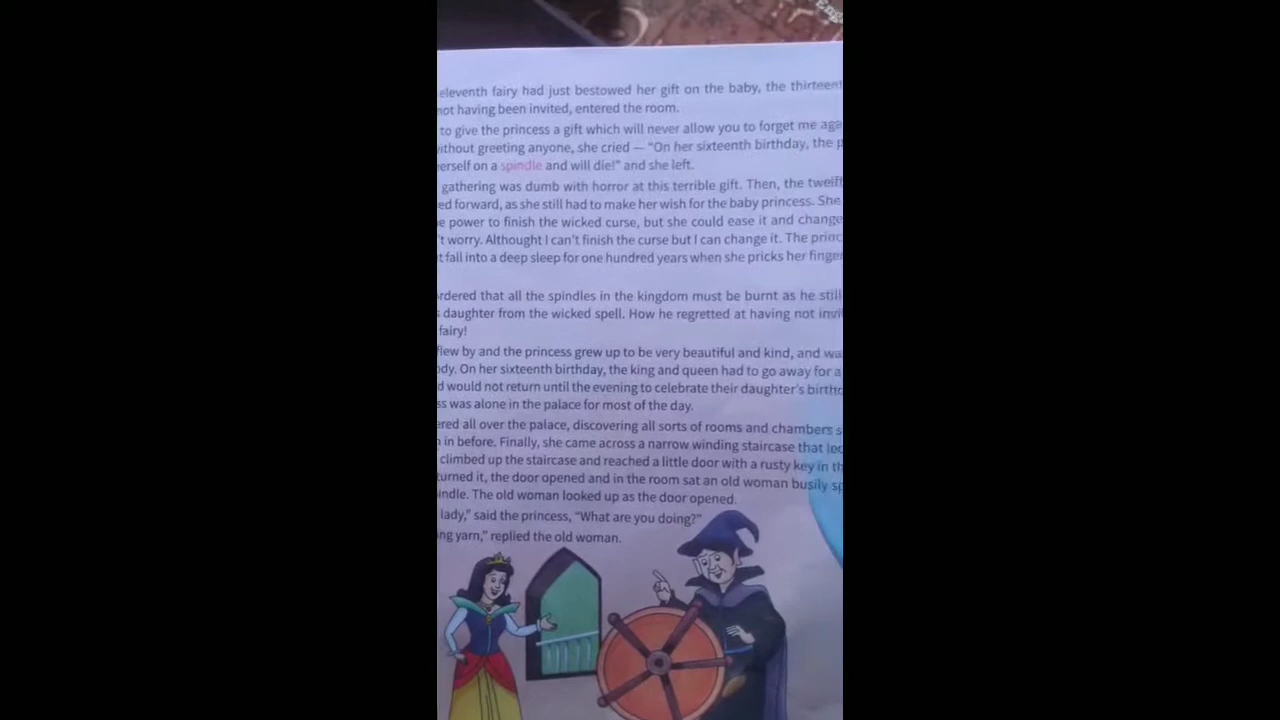 Eng
eleventh fairy had just bestowed her gift on the baby, the thirteent
not having been invited, entered the room.
to give the princess a gift which will never allow you to forget me aga
ithout greeting anyone, she cried — “On her sixteenth birthday, the p
erself on a spindle and will die!” and she left.
gathering was dumb with horror at this terrible gift. Then, the twelft
ed forward, as she still had to make her wish for the baby princess. She
e power to finish the wicked curse, but she could ease it and change
't worry. Althought I can't finish the curse but I can change it. The princ
t fall into a deep sleep for one hundred years when she pricks her finger
rdered that all the spindles in the kingdom must be burnt as he still
s daughter from the wicked spell. How he regretted at having not invi
fairy!
flew by and the princess grew up to be very beautiful and kind, and wa
ody. On her sixteenth birthday, the king and queen had to go away for a
d would not return until the evening to celebrate their daughter's birthd
ss was alone in the palace for most of the day.
ered all over the palace, discovering all sorts of rooms and chambers s
n in before. Finally, she came across a narrow winding staircase that led
climbed up the staircase and reached a little door with a rusty key in th
turned it, the door opened and in the room sat an old woman busily sp
indle. The old woman looked up as the door opened.
lady,” said the princess, “What are you doing?”
ng yarn,” replied the old woman.